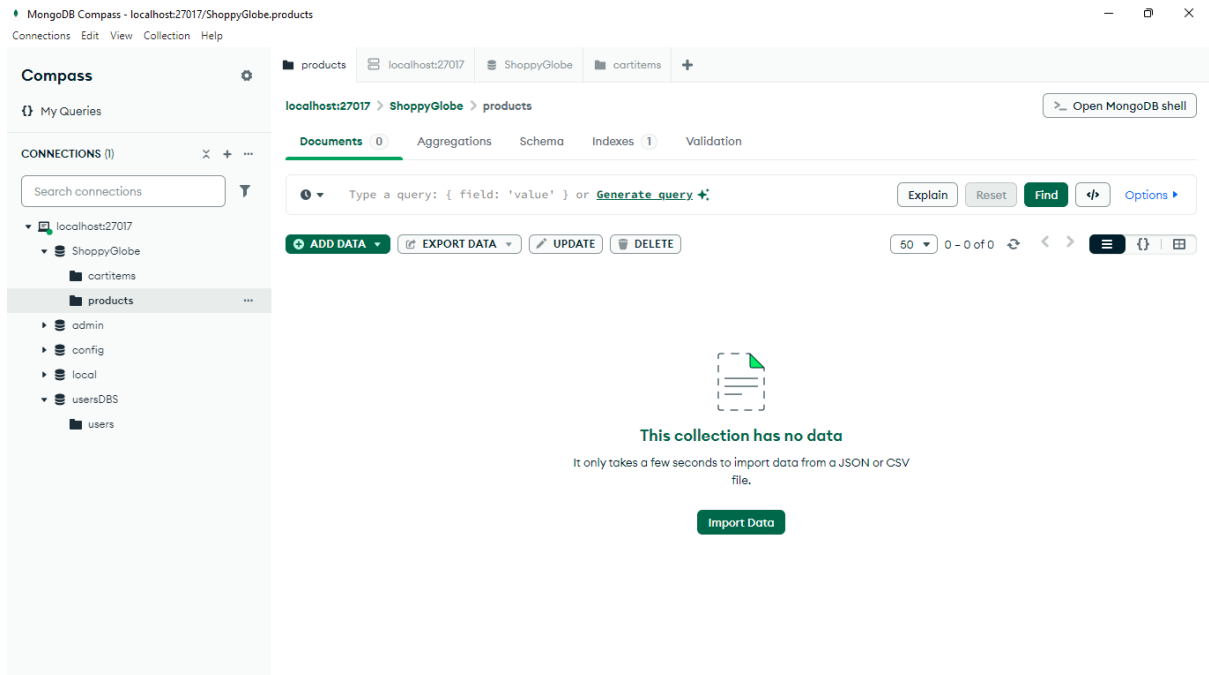 MongoDB Compass - localhost:27017/ShoppyGlobe.products
Connections Edit View Collection Help
Compass
{} My Queries
CONNECTIONS (1)
Search connections
localhost:27017
ShoppyGlobe
cartitems
products
admin
config
local
usersDBS
users
products localhost:27017 ShoppyGlobe cartitems
localhost:27017 > ShoppyGlobe > products
>_ Open MongoDB shell
Documents 0 Aggregations Schema Indexes 1 Validation
Type a query: { field: 'value' } or Generate query
Explain Reset Find </> Options
ADD DATA EXPORT DATA UPDATE DELETE
50 0 – 0 of 0 {}
This collection has no data
It only takes a few seconds to import data from a JSON or CSV
file.
Import Data